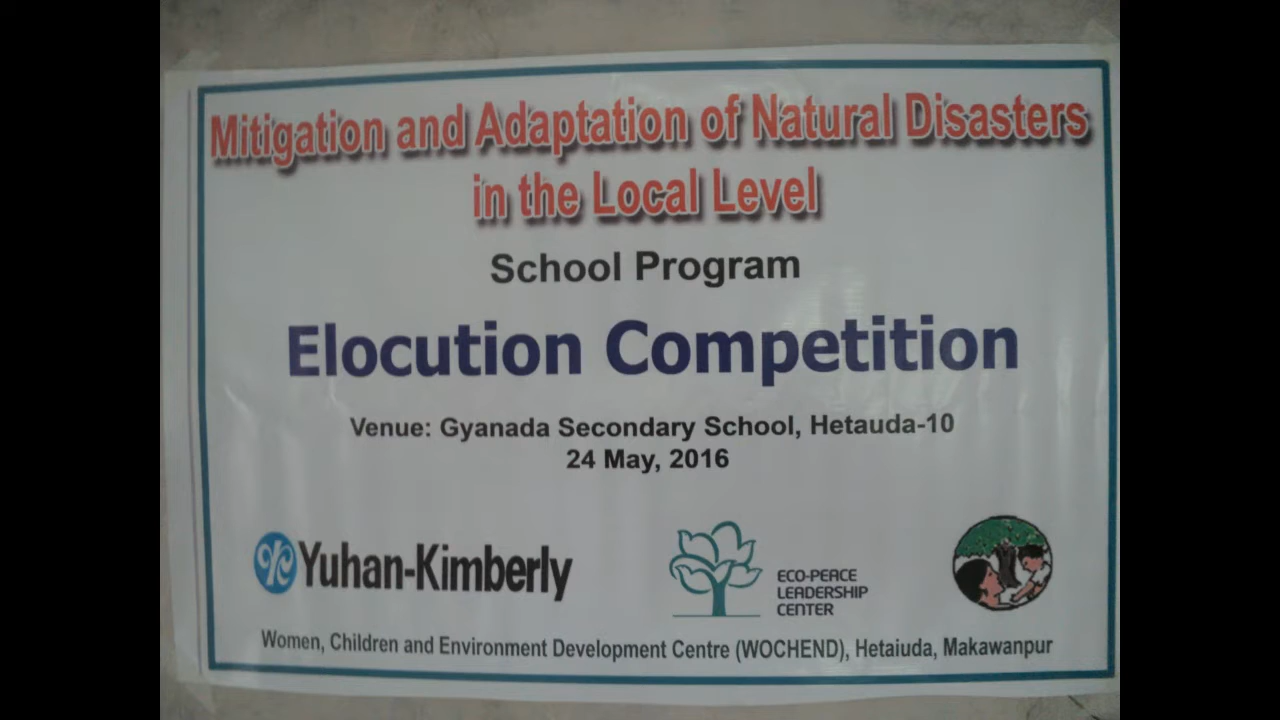 Mitigation and Adaptation of Natural Disasters
in the Local Level
School Program
Elocution Competition
Venue: Gyanada Secondary School, Hetauda-10
24 May, 2016
Yuhan-Kimberly
ECO-PEACE
LEADERSHIP
CENTER
Women, Children and Environment Development Centre (WOCHEND), Hetaiuda, Makawanpur